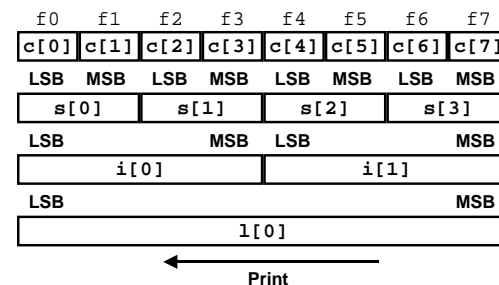 f0 f1 f2 f3 f4 f5 f6 f7
c[0] c[1] c[2] c[3] c[4] c[5] c[6] c[7]
LSB MSB LSB MSB LSB MSB LSB MSB
s[0] s[1] s[2] s[3]
LSB MSB LSB MSB
i[0] i[1]
LSB MSB
l[0]
Print